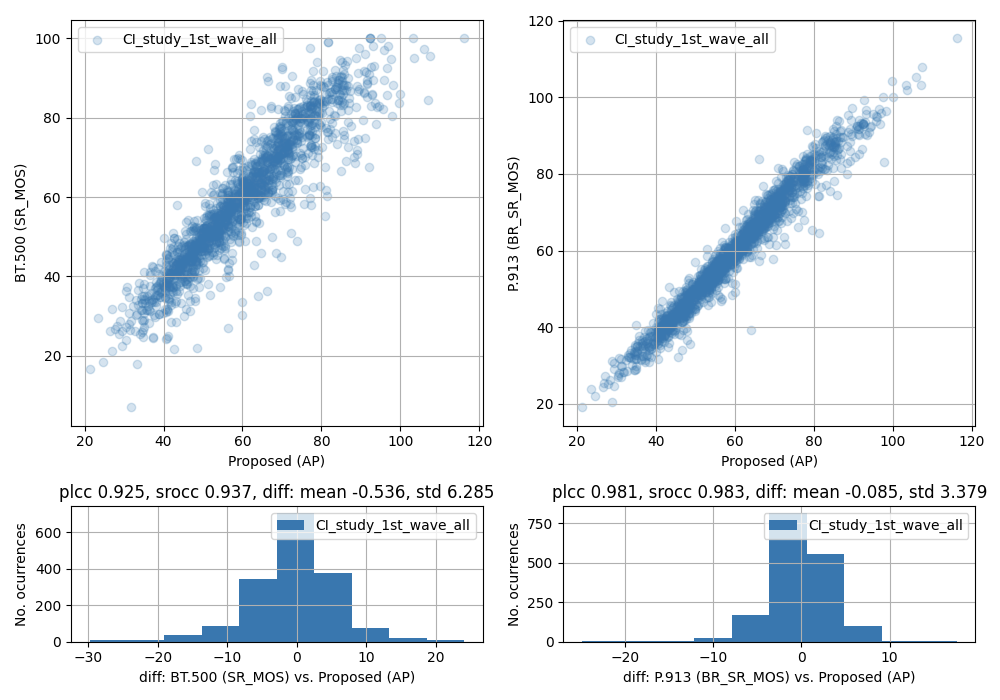 CI_study_1st_wave_all
100
80
60
40
20
BT.500 (SR_MOS)
20 40 60 80 100 120
Proposed (AP)
CI_study_1st_wave_all
120
100
80
60
40
20
P.913 (BR_SR_MOS)
20 40 60 80 100 120
Proposed (AP)
plcc 0.925, srocc 0.937, diff: mean -0.536, std 6.285
CI_study_1st_wave_all
600
400
200
0
No. ocurrences
−30 −20 −10 0 10 20
diff: BT.500 (SR_MOS) vs. Proposed (AP)
plcc 0.981, srocc 0.983, diff: mean -0.085, std 3.379
CI_study_1st_wave_all
750
500
250
0
No. ocurrences
−20 −10 0 10
diff: P.913 (BR_SR_MOS) vs. Proposed (AP)